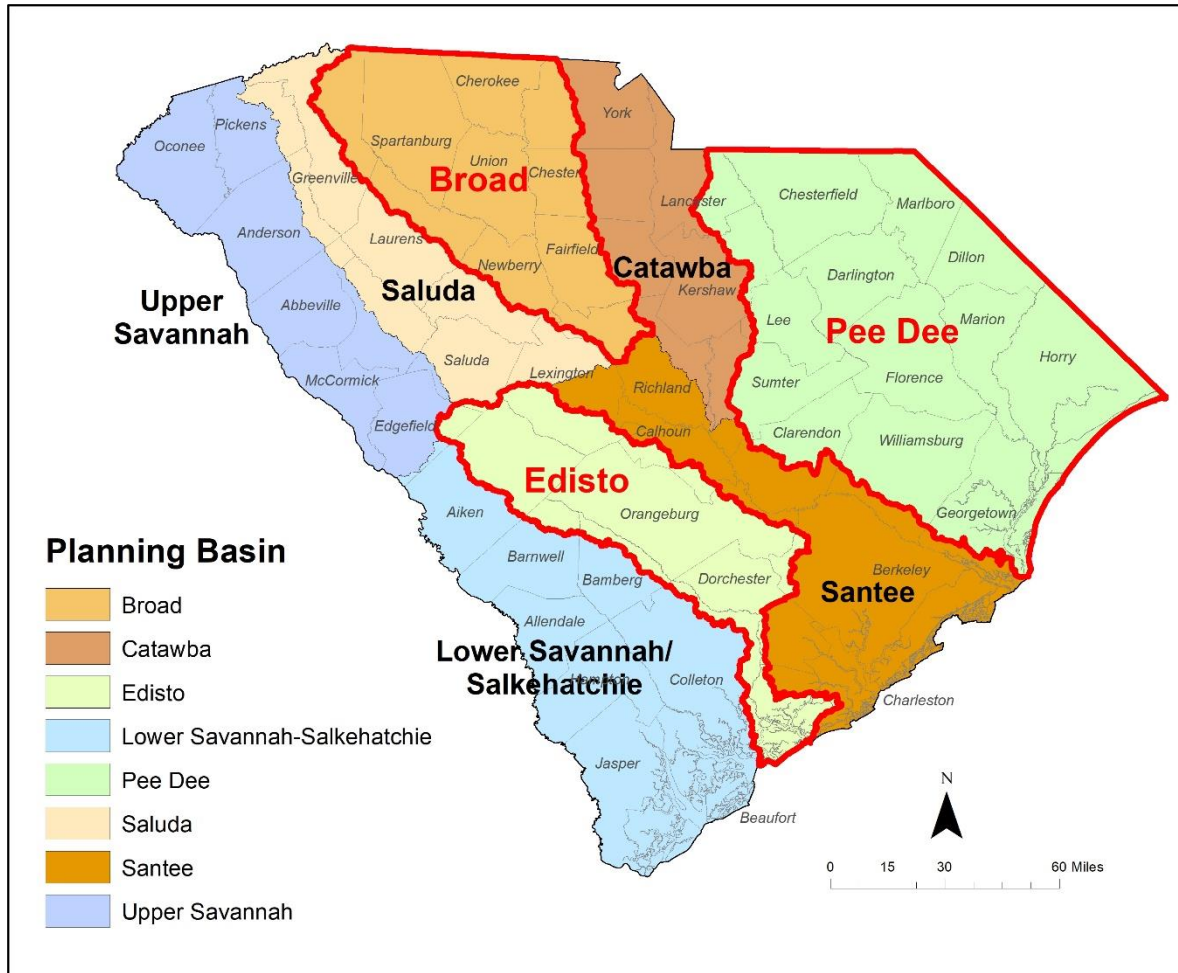 Cherokee
York
Pickens
Oconee
Spartanburg
Union
Chester
Broad
Greenville
Lancaster
Chesterfield
Marlboro
Anderson
Laurens
Fairfield
Newberry
Catawba
Kershaw
Darlington
Dillon
Upper
Savannah
Abbeville
Saluda
Lee
Marion
Pee Dee
Horry
Saluda
Lexington
McCormick
Richland
Sumter
Florence
Edgefield
Calhoun
Clarendon
Williamsburg
Edisto
Aiken
Orangeburg
Georgetown
Barnwell
Bamberg
Dorchester
Berkeley
Santee
Allendale
Lower Savannah/
Salkehatchie
Hampton
Colleton
Charleston
Jasper
Beaufort
Planning Basin
Broad
Catawba
Edisto
Lower Savannah-Salkehatchie
Pee Dee
Saluda
Santee
Upper Savannah
N
0 15 30 60 Miles